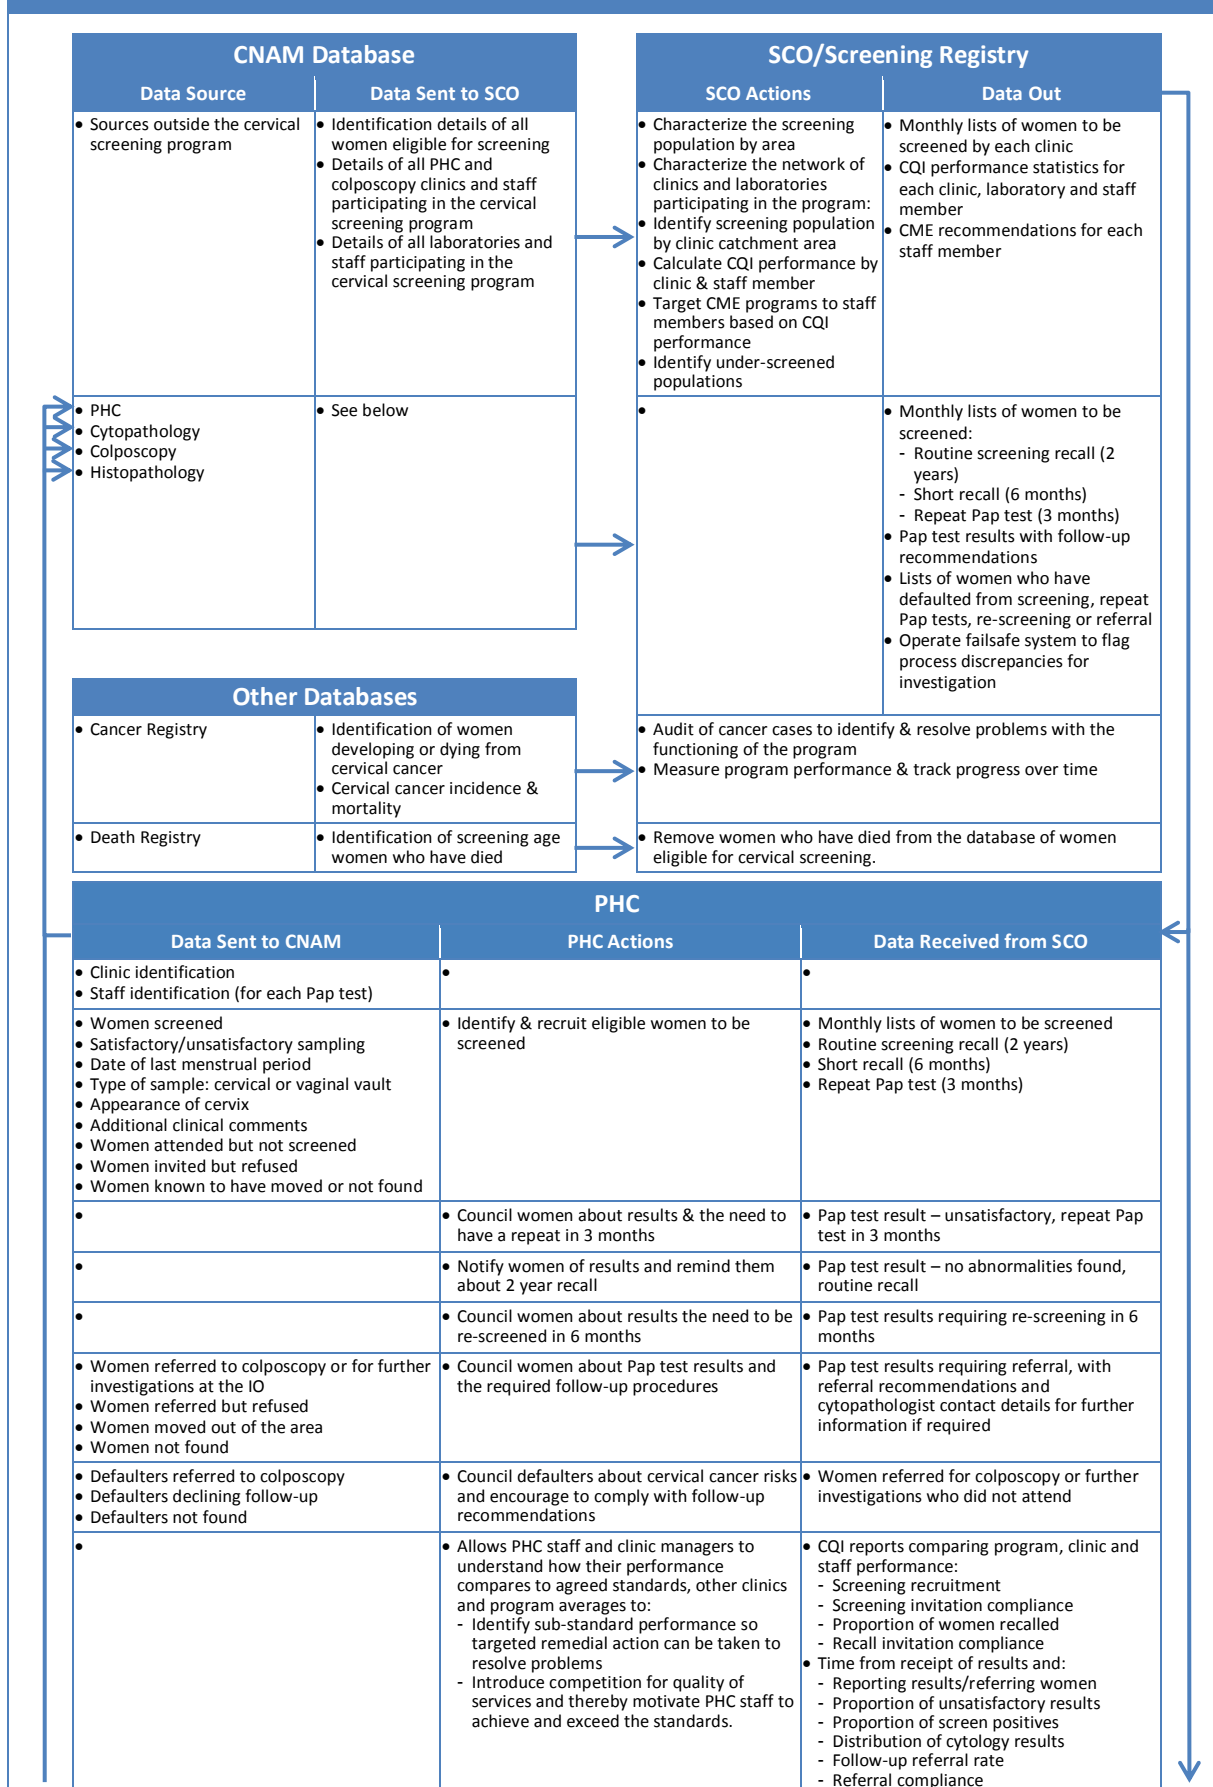 CNAM Database
Data Source
Data Sent to SCO
• Sources outside the cervical
screening program
• Identification details of all
women eligible for screening
• Details of all PHC and
colposcopy clinics and staff
participating in the cervical
screening program
• Details of all laboratories and
staff participating in the
cervical screening program
• PHC
• Cytopathology
• Colposcopy
• Histopathology
• See below
SCO/Screening Registry
SCO Actions
Data Out
• Characterize the screening
population by area
• Characterize the network of
clinics and laboratories
participating in the program:
• Identify screening population
by clinic catchment area
• Calculate CQI performance by
clinic & staff member
• Target CME programs to staff
members based on CQI
performance
• Identify under-screened
populations
• Monthly lists of women to be
screened by each clinic
• CQI performance statistics for
each clinic, laboratory and staff
member
• CME recommendations for each
staff member
•
• Monthly lists of women to be
screened:
- Routine screening recall (2
years)
- Short recall (6 months)
- Repeat Pap test (3 months)
• Pap test results with follow-up
recommendations
• Lists of women who have
defaulted from screening, repeat
Pap tests, re-screening or referral
• Operate failsafe system to flag
process discrepancies for
investigation
Other Databases
• Cancer Registry
• Identification of women
developing or dying from
cervical cancer
• Cervical cancer incidence &
mortality
• Audit of cancer cases to identify & resolve problems with the
functioning of the program
• Measure program performance & track progress over time
• Death Registry
• Identification of screening age
women who have died
• Remove women who have died from the database of women
eligible for cervical screening.
PHC
Data Sent to CNAM
PHC Actions
Data Received from SCO
• Clinic identification
• Staff identification (for each Pap test)
•
•
• Women screened
• Satisfactory/unsatisfactory sampling
• Date of last menstrual period
• Type of sample: cervical or vaginal vault
• Appearance of cervix
• Additional clinical comments
• Women attended but not screened
• Women invited but refused
• Women known to have moved or not found
• Identify & recruit eligible women to be
screened
• Monthly lists of women to be screened
• Routine screening recall (2 years)
• Short recall (6 months)
• Repeat Pap test (3 months)
•
• Council women about results & the need to
have a repeat in 3 months
• Pap test result – unsatisfactory, repeat Pap
test in 3 months
•
• Notify women of results and remind them
about 2 year recall
• Pap test result – no abnormalities found,
routine recall
•
• Council women about results the need to be
re-screened in 6 months
• Pap test results requiring re-screening in 6
months
• Women referred to colposcopy or for further
investigations at the IO
• Women referred but refused
• Women moved out of the area
• Women not found
• Council women about Pap test results and
the required follow-up procedures
• Pap test results requiring referral, with
referral recommendations and
cytopathologist contact details for further
information if required
• Defaulters referred to colposcopy
• Defaulters declining follow-up
• Defaulters not found
• Council defaulters about cervical cancer risks
and encourage to comply with follow-up
recommendations
• Women referred for colposcopy or further
investigations who did not attend
•
• Allows PHC staff and clinic managers to
understand how their performance
compares to agreed standards, other clinics
and program averages to:
- Identify sub-standard performance so
targeted remedial action can be taken to
resolve problems
- Introduce competition for quality of
services and thereby motivate PHC staff to
achieve and exceed the standards.
• CQI reports comparing program, clinic and
staff performance:
- Screening recruitment
- Screening invitation compliance
- Proportion of women recalled
- Recall invitation compliance
• Time from receipt of results and:
- Reporting results/referring women
- Proportion of unsatisfactory results
- Proportion of screen positives
- Distribution of cytology results
- Follow-up referral rate
- Referral compliance